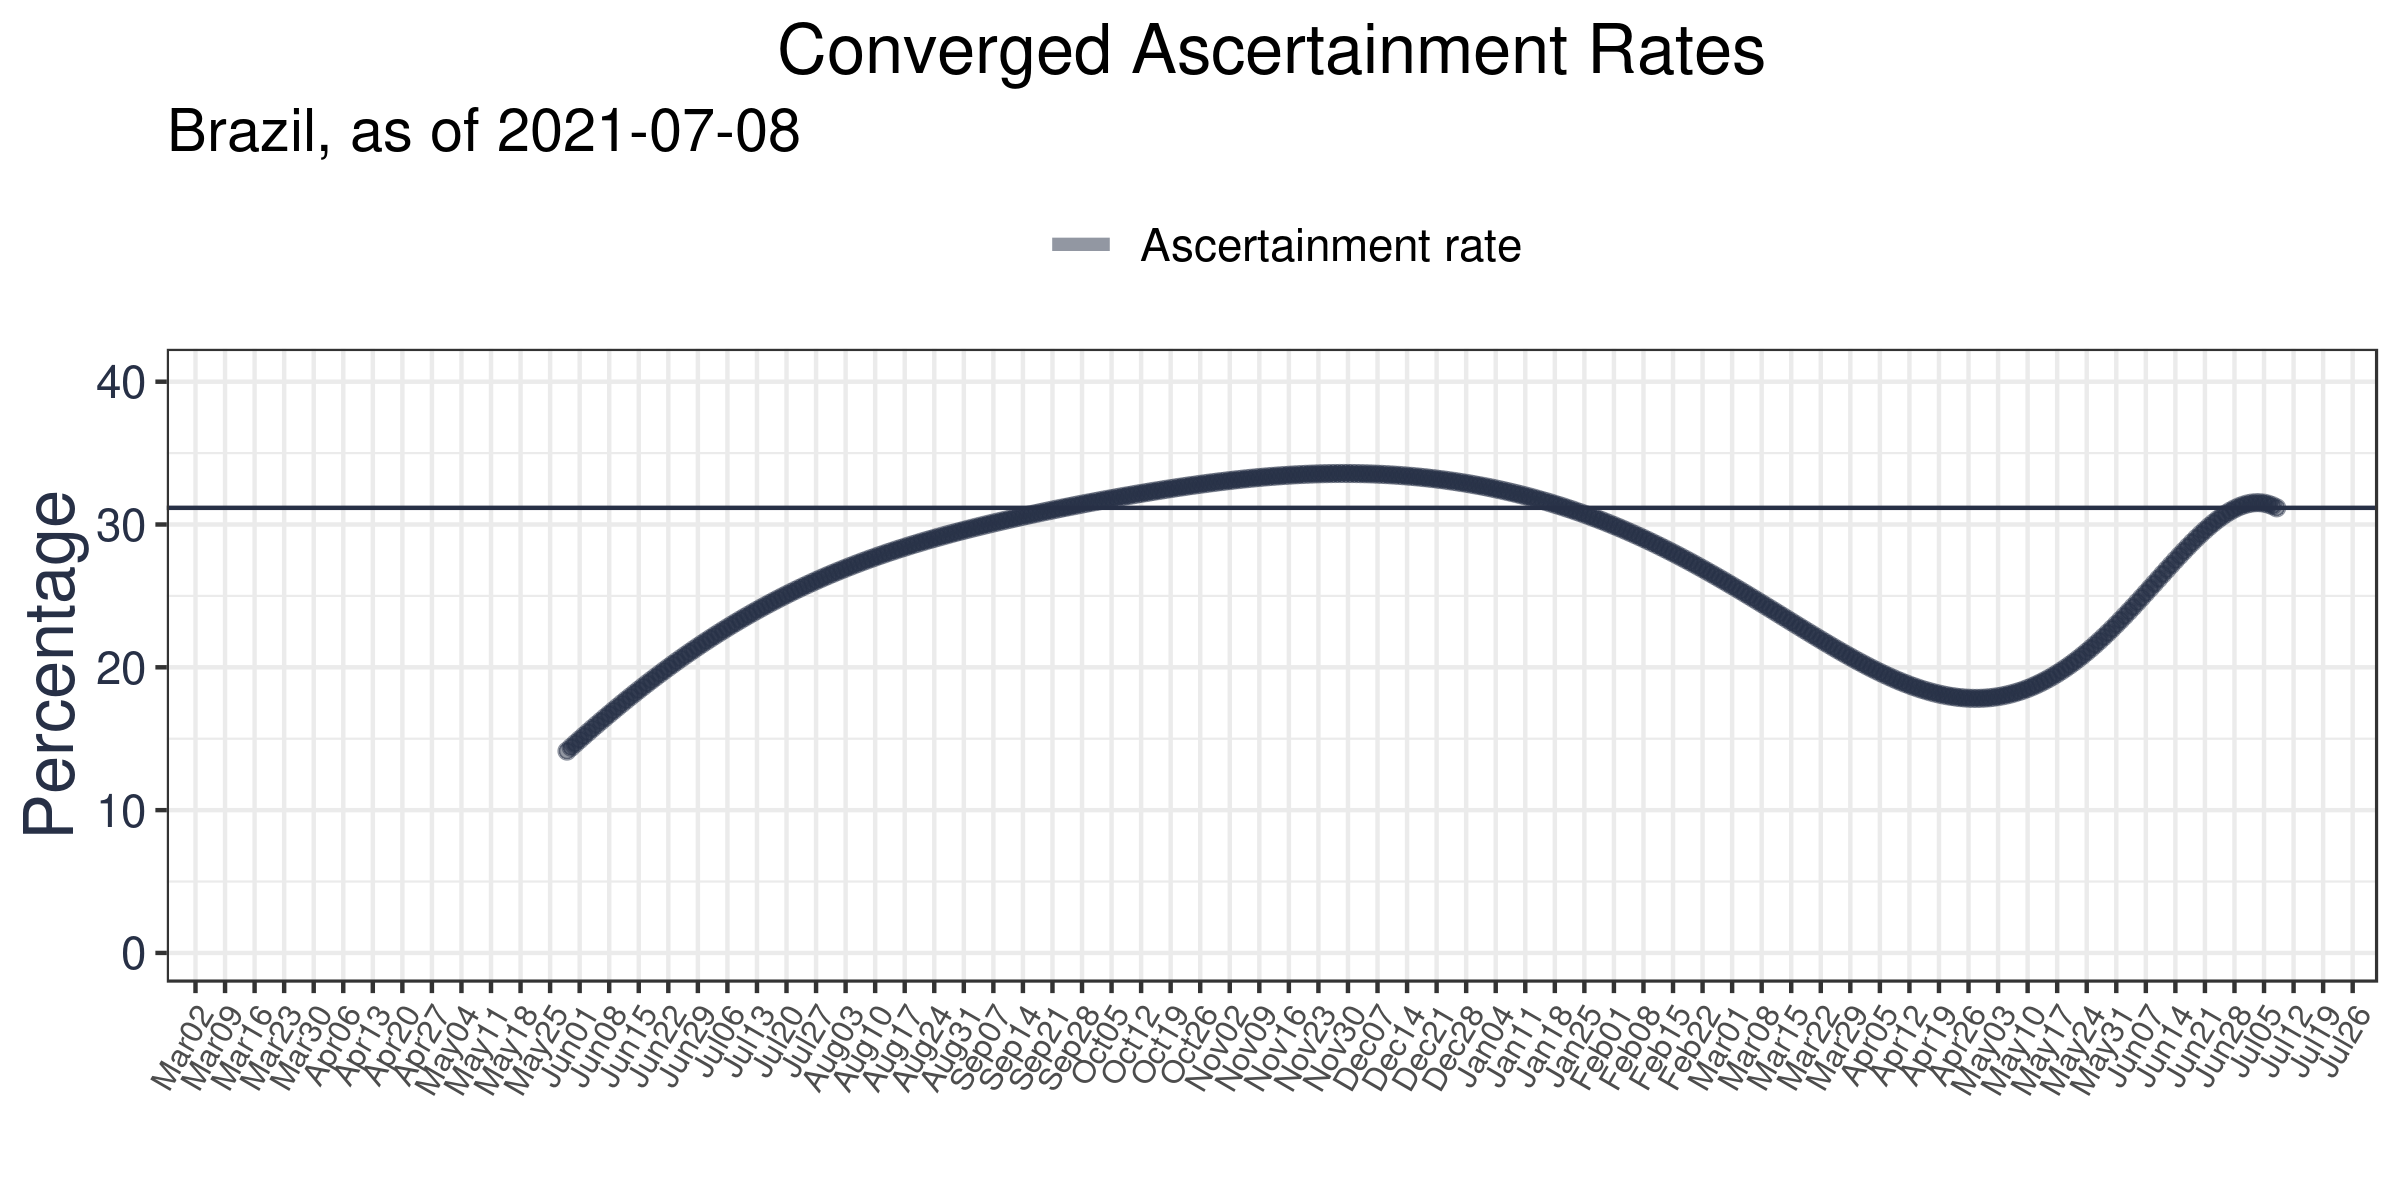 Converged Ascertainment Rates
Brazil, as of 2021-07-08
Ascertainment rate
Percentage
40
30
20
10
0
Mar02 Mar09 Mar16 Mar23 Mar30 Apr06 Apr13 Apr20 Apr27 May04 May11 May18 May25 Jun01 Jun08 Jun15 Jun22 Jun29 Jul06 Jul13 Jul20 Jul27 Aug03 Aug10 Aug17 Aug24 Aug31 Sep07 Sep14 Sep21 Sep28 Oct05 Oct12 Oct19 Oct26 Nov02 Nov09 Nov16 Nov23 Nov30 Dec07 Dec14 Dec21 Dec28 Jan04 Jan11 Jan18 Jan25 Feb01 Feb08 Feb15 Feb22 Mar01 Mar08 Mar15 Mar22 Mar29 Apr05 Apr12 Apr19 Apr26 May03 May10 May17 May24 May31 Jun07 Jun14 Jun21 Jun28 Jul05 Jul12 Jul19 Jul26